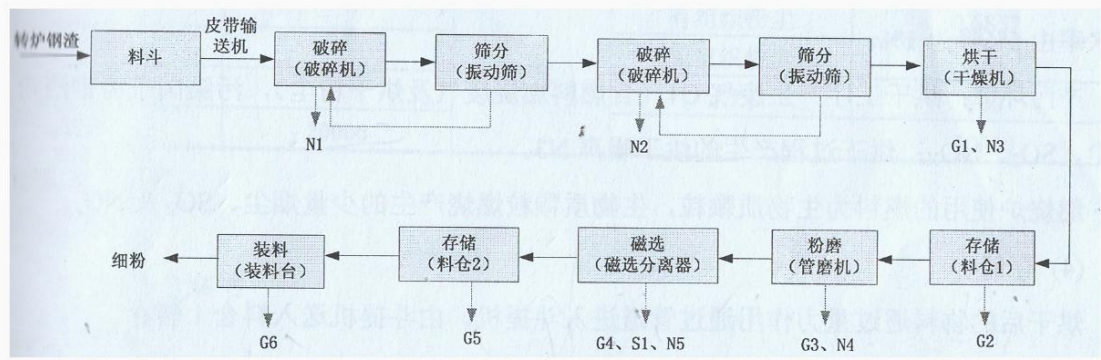 转炉钢渣
料斗
皮带输
送机
破碎
（破碎机）
筛分
（振动筛）
破碎
（破碎机）
筛分
（振动筛）
烘干
（干燥机）
N1
N2
G1、N3
细粉
装料
（装料台）
存储
（料仓2）
磁选
（磁选分离器）
粉磨
（管磨机）
存储
（料仓1）
G6
G5
G4、S1、N5
G3、N4
G2